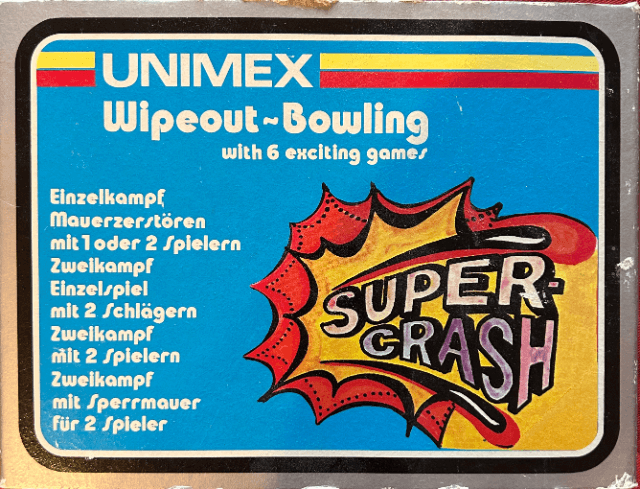 UNIMEX
Wipeout~Bowling
with 6 exciting games
Einzelkampf
Mauerzerstören
mit 1 oder 2 Spielern
Zweikampf
Einzelspiel
mit 2 Schlägern
Zweikampf
mit 2 Spielern
Zweikampf
mit Sperrmauer
für 2 Spieler
SUPER-
CRASH